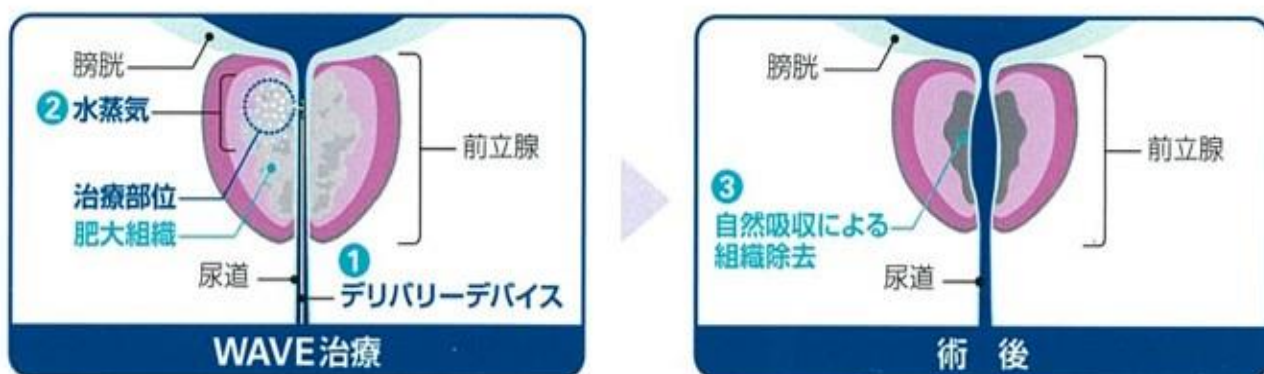 膀胱
❷ 水蒸気
前立腺
治療部位
肥大組織
尿道
❶
デリバリーデバイス
WAVE治療
膀胱
前立腺
❸
自然吸収による
組織除去
尿道
術 後